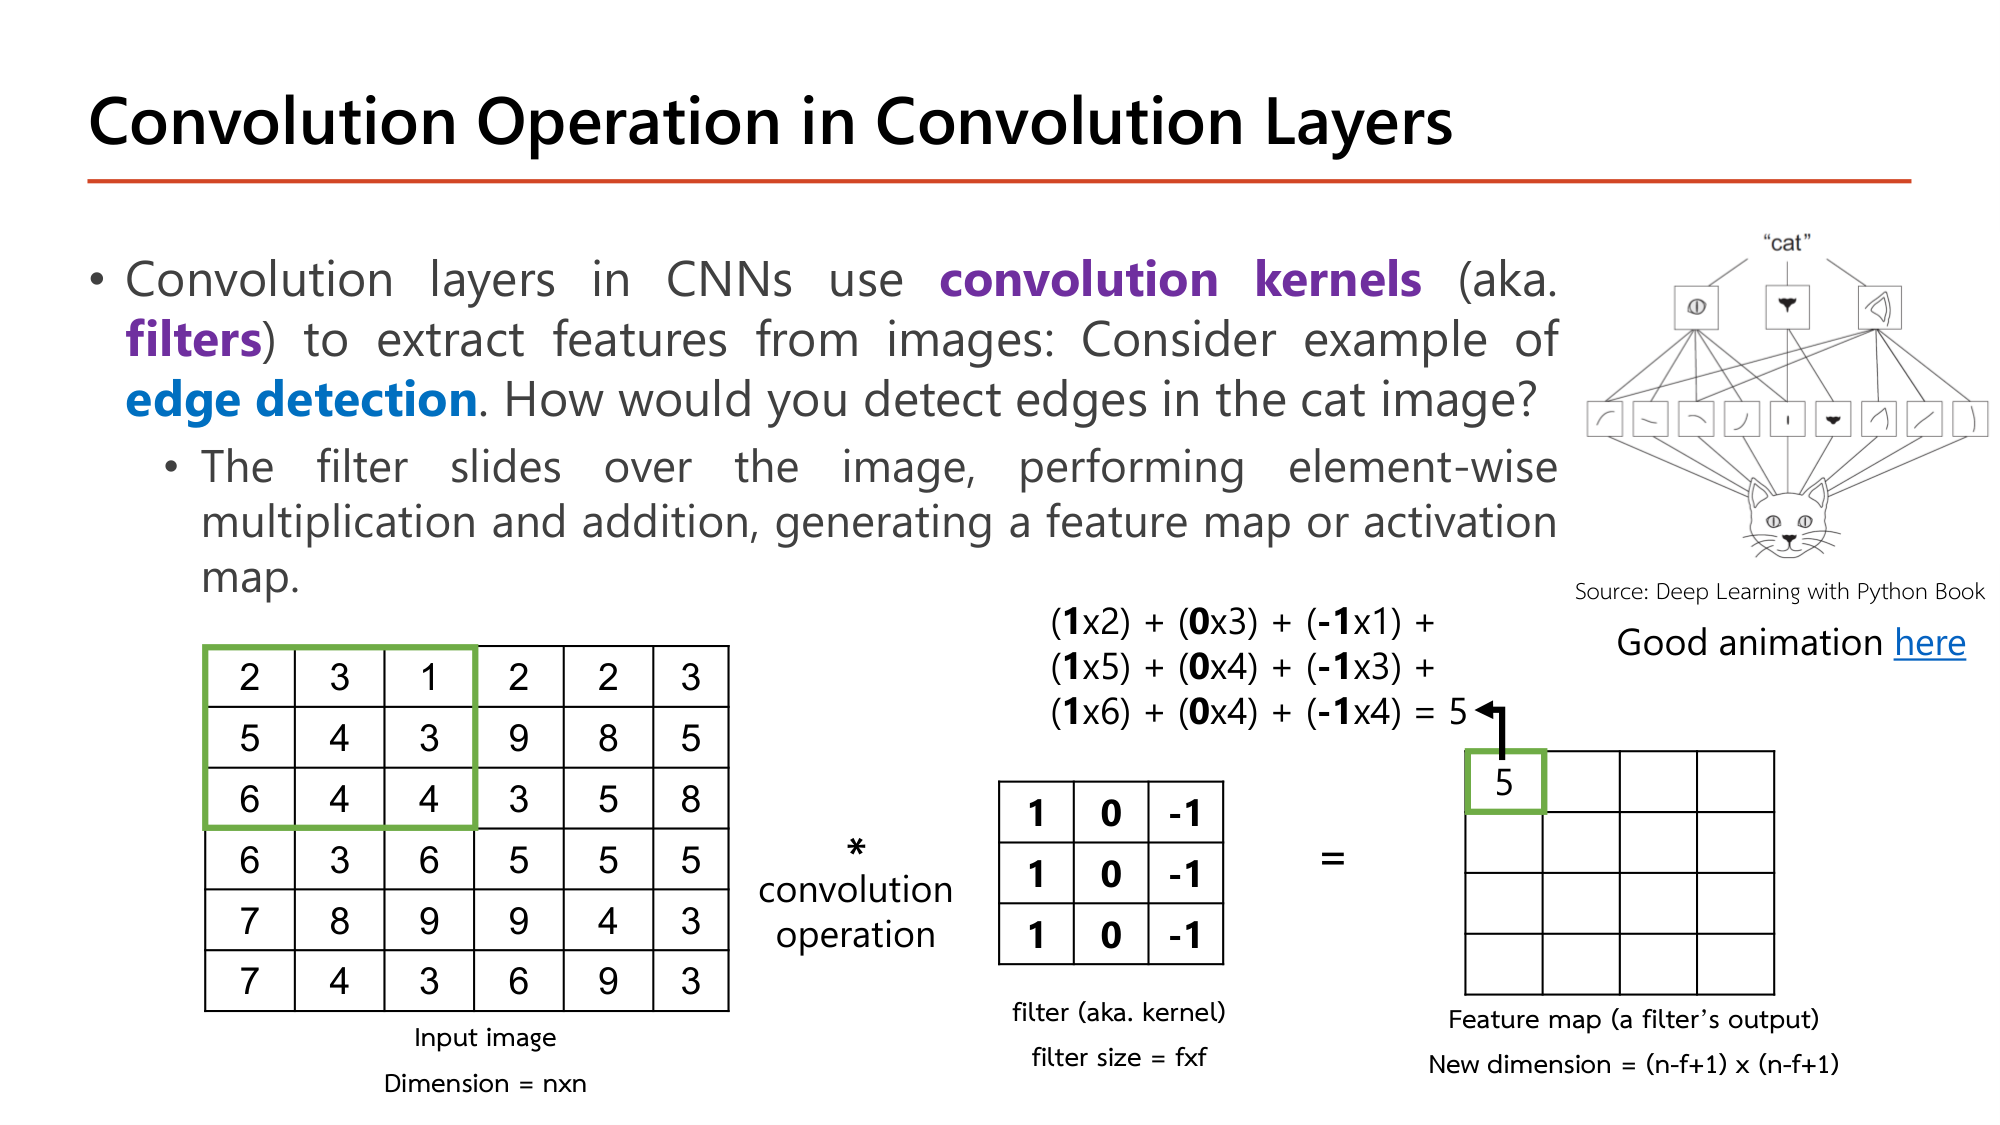 Convolution Operation in Convolution Layers
• Convolution layers in CNNs use convolution kernels (aka.
filters) to extract features from images: Consider example of
edge detection. How would you detect edges in the cat image?
• The filter slides over the image, performing element-wise
multiplication and addition, generating a feature map or activation
map.
“cat”
Source: Deep Learning with Python Book
Good animation here
(1x2) + (0x3) + (-1x1) +
(1x5) + (0x4) + (-1x3) +
(1x6) + (0x4) + (-1x4) = 5
2 3 1 2 2 3
5 4 3 9 8 5
6 4 4 3 5 8
6 3 6 5 5 5
7 8 9 9 4 3
7 4 3 6 9 3
Input image
Dimension = nxn
*
convolution
operation
1 0 -1
1 0 -1
1 0 -1
filter (aka. kernel)
filter size = fxf
=
5
Feature map (a filter’s output)
New dimension = (n-f+1) x (n-f+1)